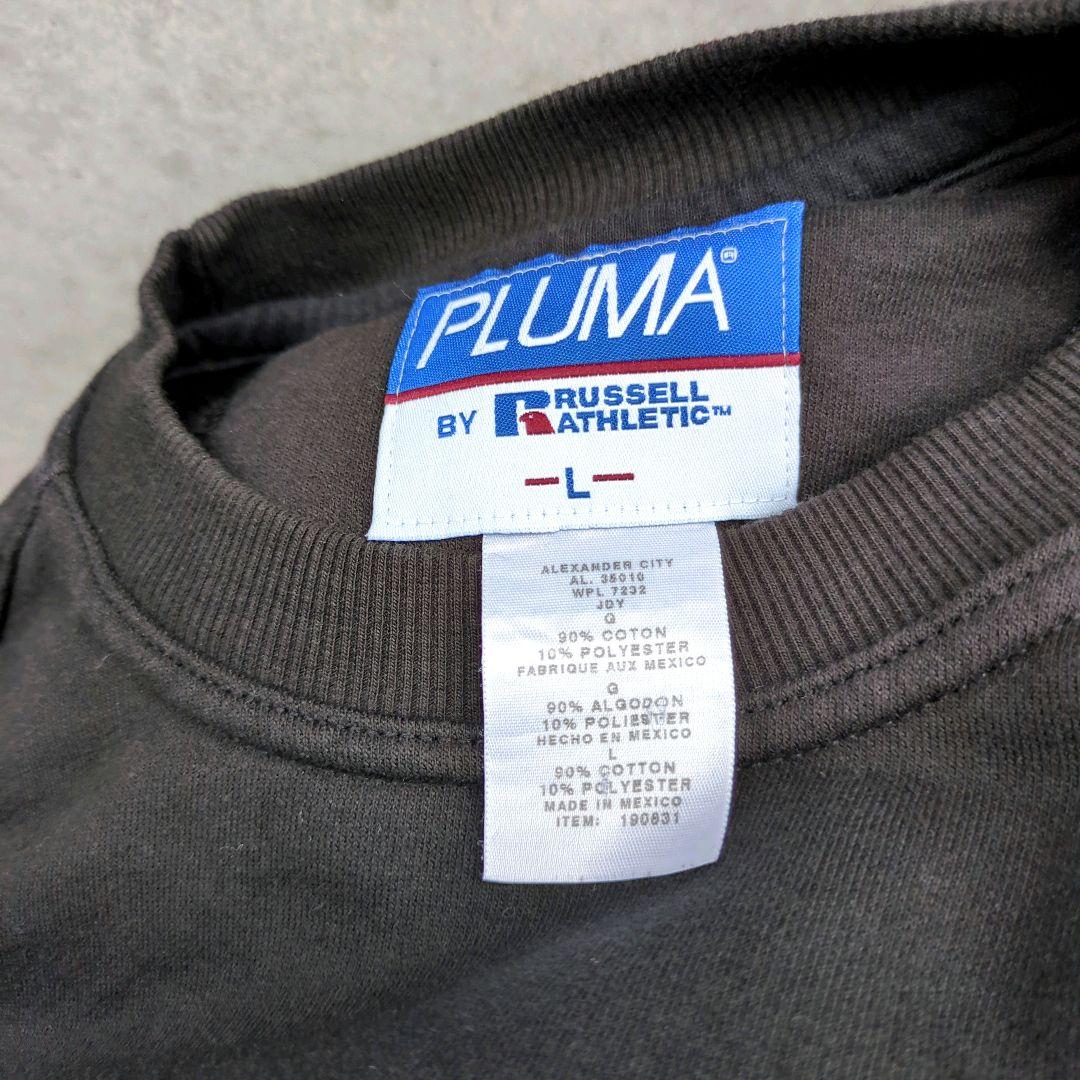 PLUMA®
BY RUSSELL
ATHLETIC™
-L-
ALEXANDER CITY
AL. 35010
WPL 7232
JDY
G
90% COTON
10% POLYESTER
FABRIQUE AUX MEXICO
G
90% ALGODON
10% POLIESTER
HECHO EN MEXICO
L
90% COTTON
10% POLYESTER
MADE IN MEXICO
ITEM: 190831